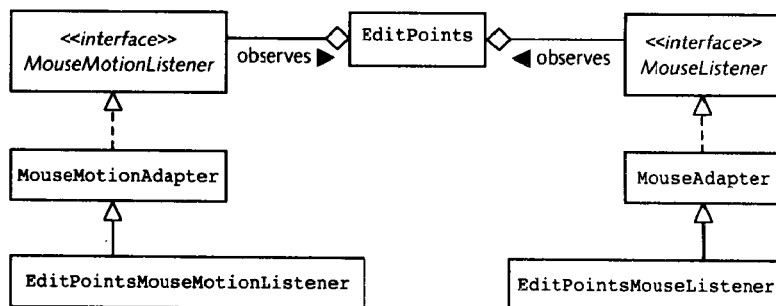 <<interface>>
MouseMotionListener
observes ▶
EditPoints
◀ observes
<<interface>>
MouseListener
MouseMotionAdapter
MouseAdapter
EditPointsMouseMotionListener
EditPointsMouseListener